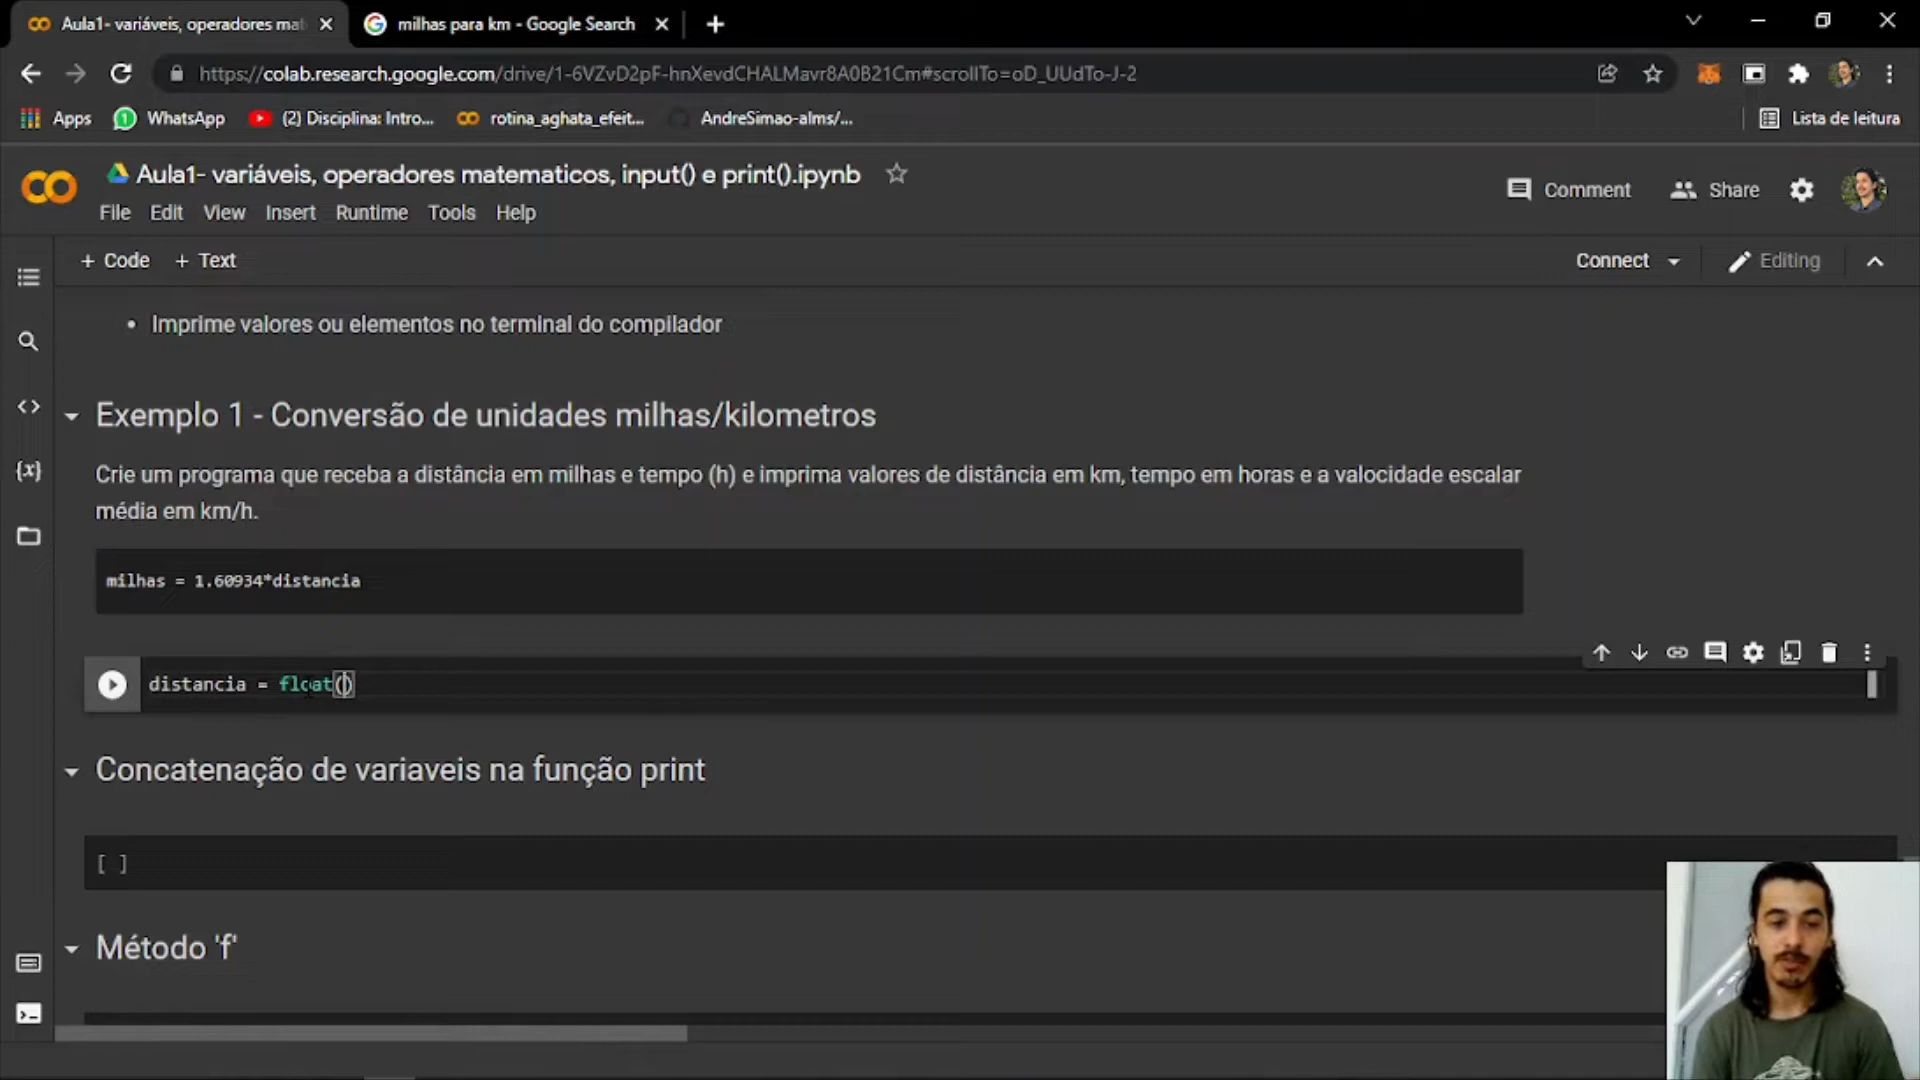 Aula1- variáveis, operadores mat
milhas para km - Google Search
https://colab.research.google.com/drive/1-6VZvD2pF-hnXevdCHALMavr8A0B21Cm#scrollTo=oD_UUdTo-J-2
Apps
WhatsApp
(2) Disciplina: Intro...
rotina_aghata_efeit...
AndreSimao-alms/...
Lista de leitura
Aula1- variáveis, operadores matematicos, input() e print().ipynb
Comment
Share
File Edit View Insert Runtime Tools Help
+ Code + Text
Connect
Editing
• Imprime valores ou elementos no terminal do compilador
Exemplo 1 - Conversão de unidades milhas/kilometros
Crie um programa que receba a distância em milhas e tempo (h) e imprima valores de distância em km, tempo em horas e a valocidade escalar
média em km/h.
milhas = 1.60934*distancia
distancia = float()
Concatenação de variaveis na função print
[ ]
Método 'f'